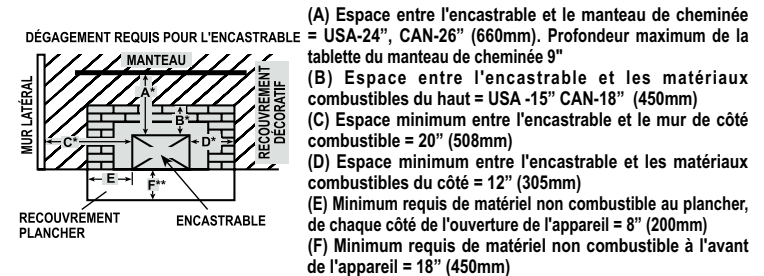 DÉGAGEMENT REQUIS POUR L'ENCASTRABLE
MANTEAU
MUR LATÉRAL
RECOUVREMENT
DÉCORATIF
A*
B*
C*
D*
E
F**
RECOUVREMENT
PLANCHER
ENCASTRABLE
(A) Espace entre l'encastrable et le manteau de cheminée
= USA-24”, CAN-26” (660mm). Profondeur maximum de la
tablette du manteau de cheminée 9"
(B) Espace entre l'encastrable et les matériaux
combustibles du haut = USA -15” CAN-18” (450mm)
(C) Espace minimum entre l'encastrable et le mur de côté
combustible = 20” (508mm)
(D) Espace minimum entre l'encastrable et les matériaux
combustibles du côté = 12” (305mm)
(E) Minimum requis de matériel non combustible au plancher,
de chaque côté de l'ouverture de l'appareil = 8” (200mm)
(F) Minimum requis de matériel non combustible à l'avant
de l'appareil = 18” (450mm)